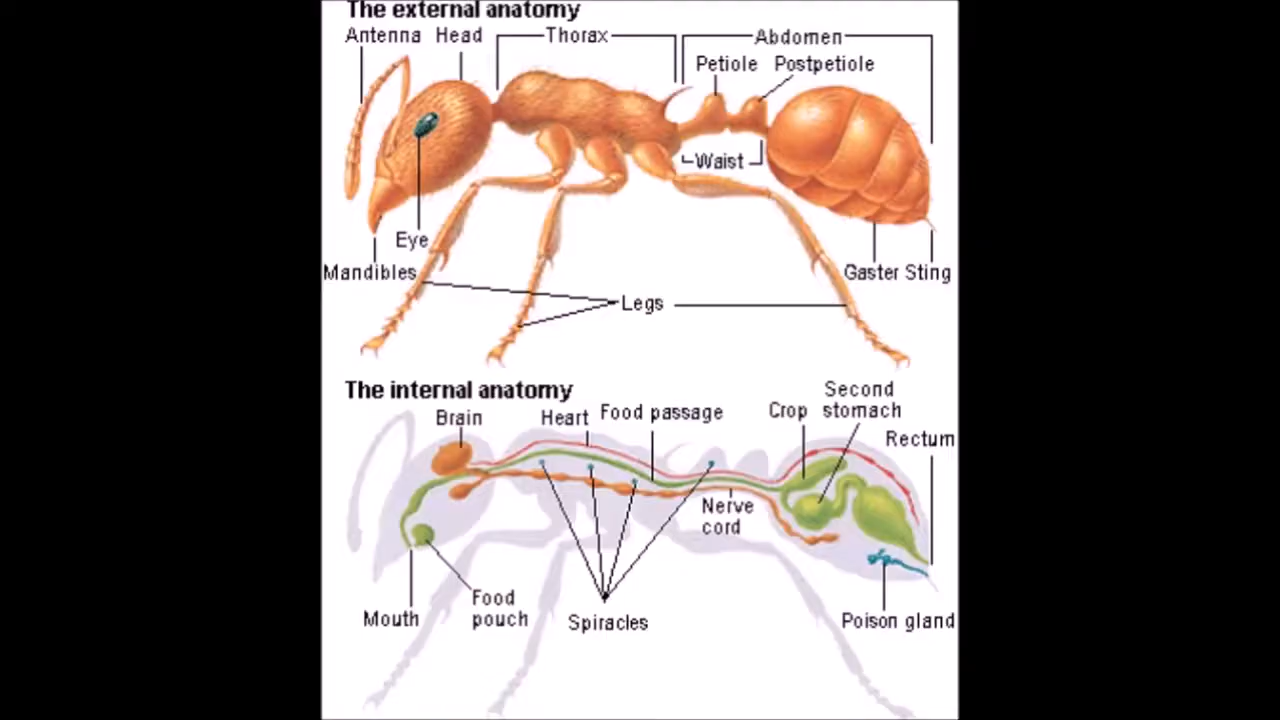 The external anatomy
Antenna Head Thorax Abdomen
Petiole Postpetiole
Waist
Eye
Mandibles Gaster Sting
Legs
The internal anatomy
Brain Heart Food passage Crop Second stomach Rectum
Nerve
cord
Food
pouch
Mouth Spiracles Poison gland